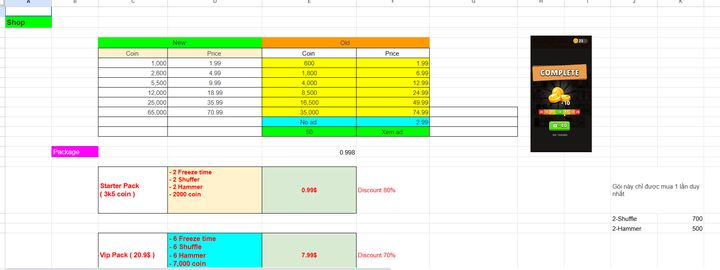 A B C D E F G H I J K
Shop
New Old
Coin Price Coin Price
1,000 1.99 600 1.99
2,600 4.99 1,800 6.99
5,500 9.99 4,000 12.99
12,000 18.99 8,500 24.99
25,000 35.99 16,500 49.99
65,000 70.99 35,000 74.99
No ad 2.99
50 Xem ad
COMPLETE
Package 0.998
Starter Pack
( 3k5 coin )
- 2 Freeze time
- 2 Shuffer
- 2 Hammer
- 2000 coin
0.99$
Discount 80%
Gói này chỉ được mua 1 lần duy
nhất
2-Shuffle 700
2-Hammer 500
Vip Pack ( 20.9$ )
- 6 Freeze time
- 6 Shuffle
- 6 Hammer
- 7,000 coin
7.99$
Discount 70%